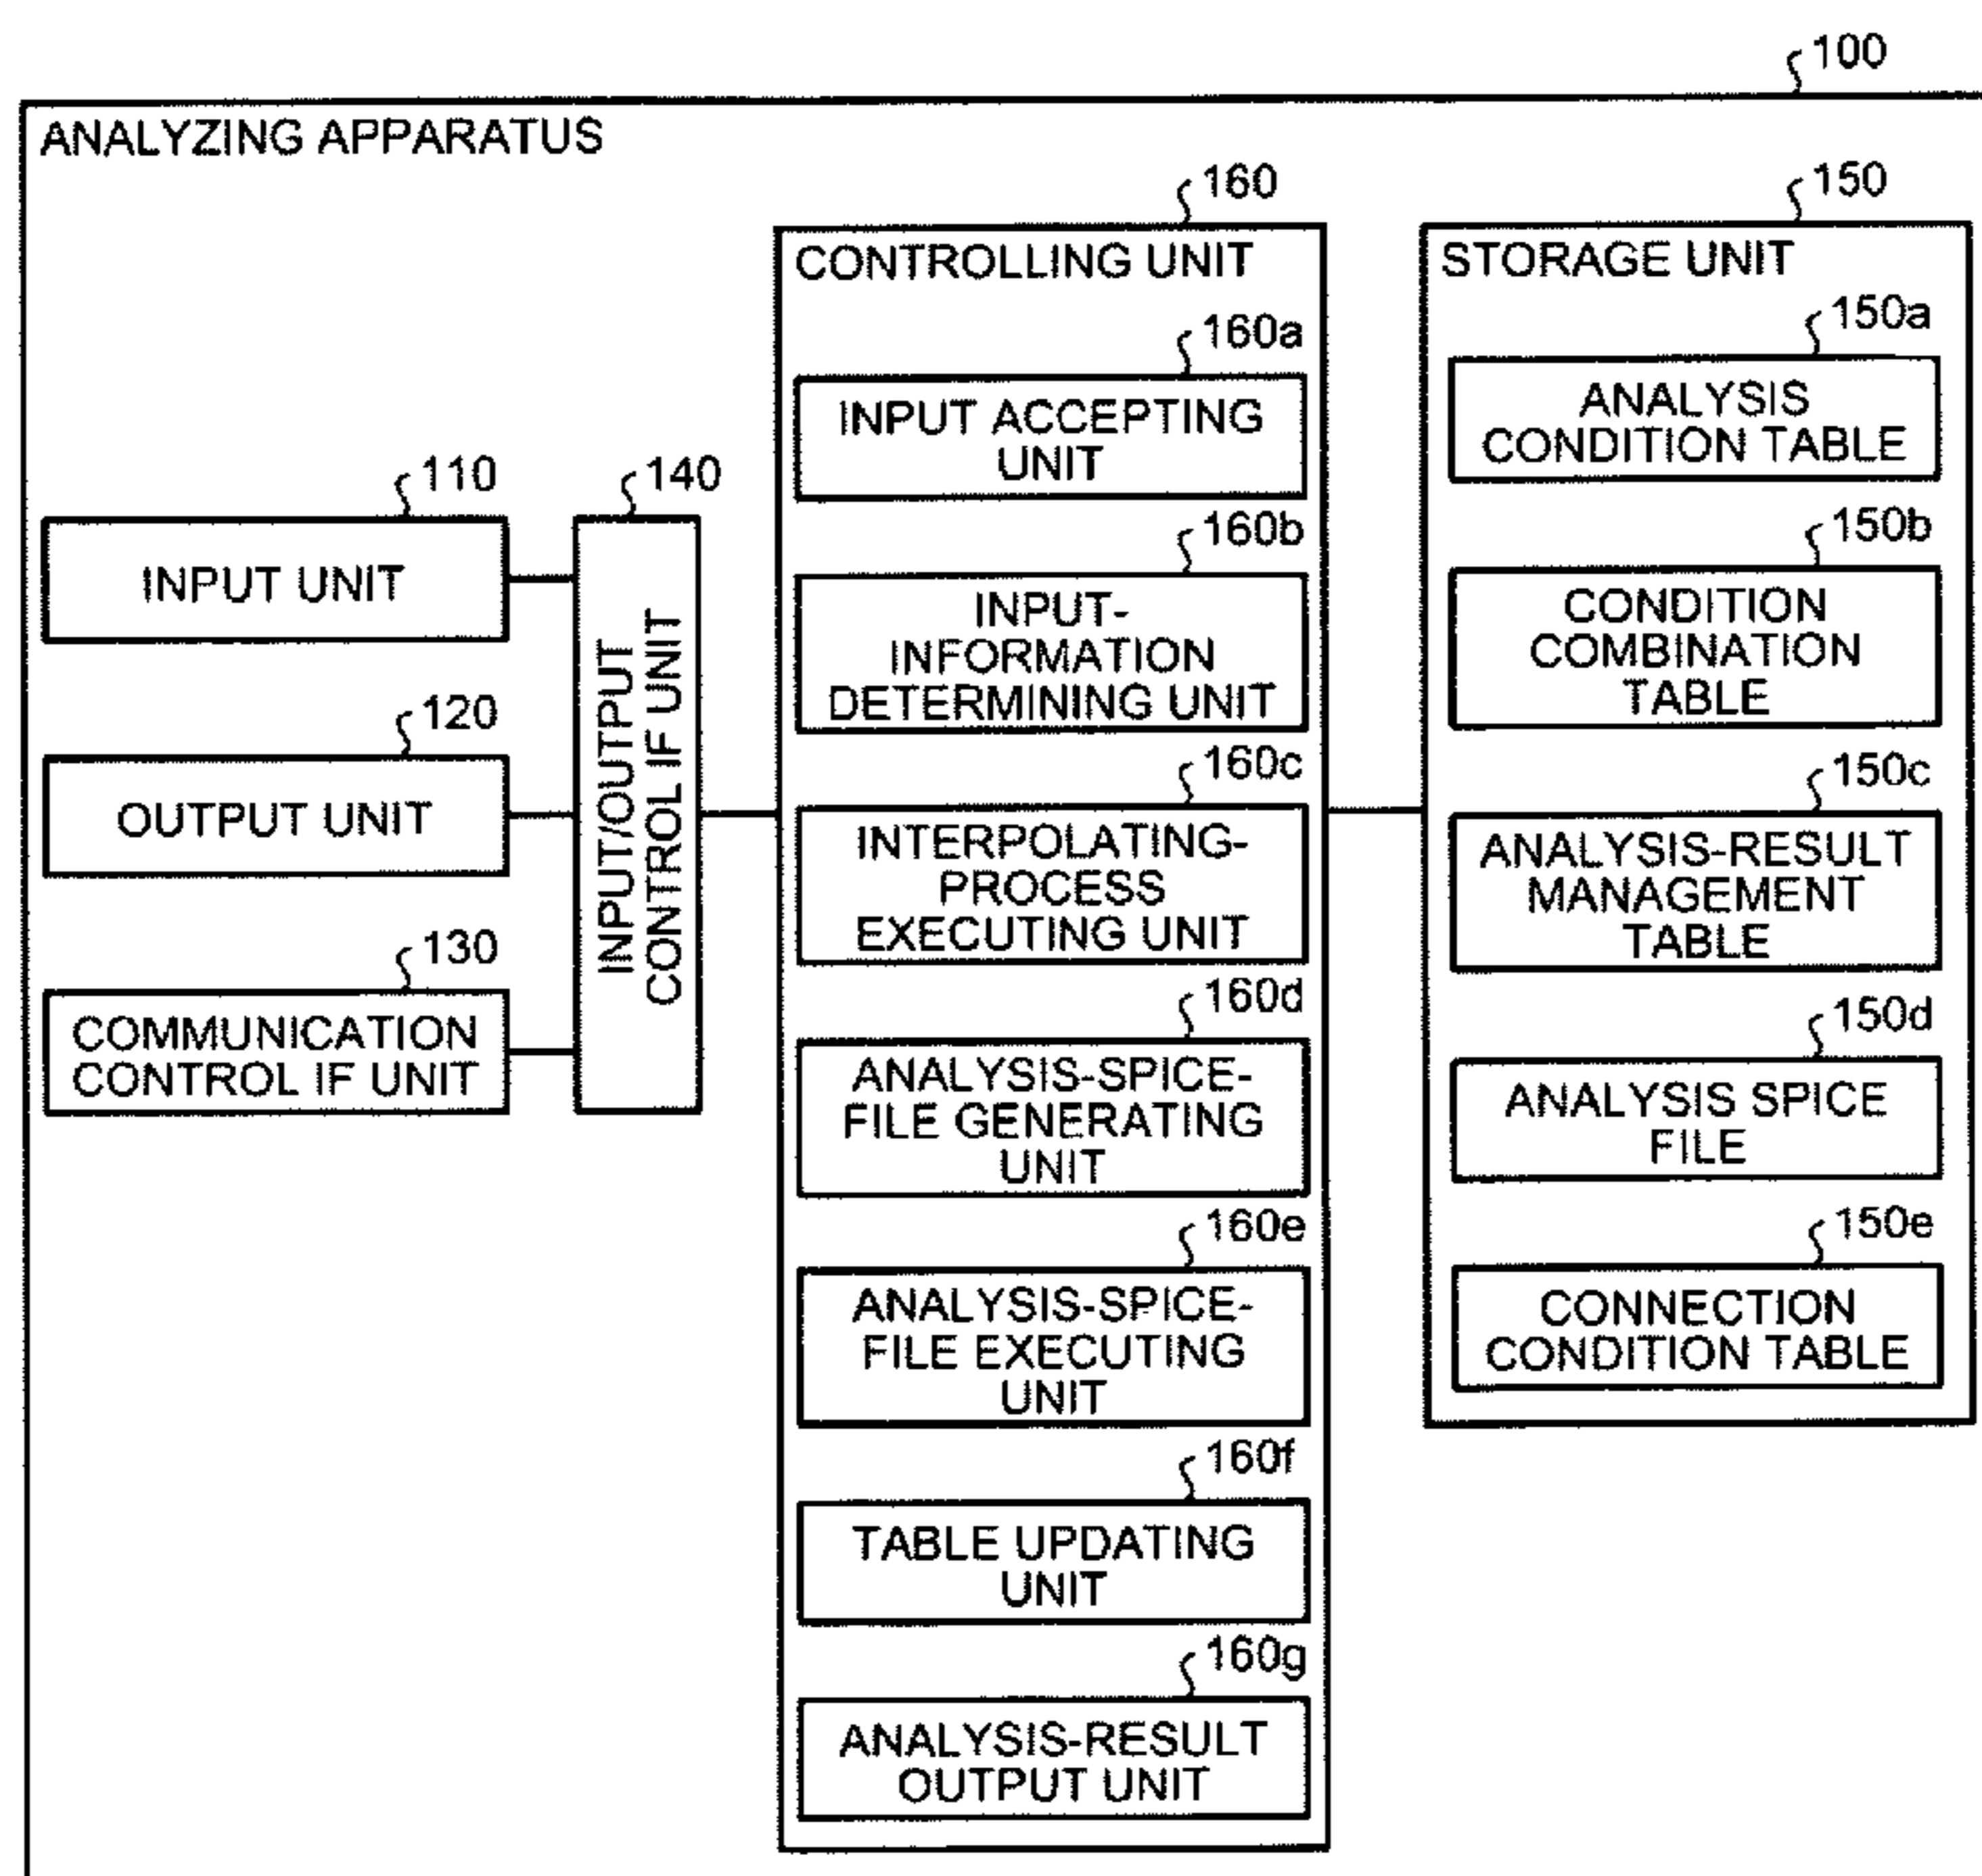 100
ANALYZING APPARATUS
110
INPUT UNIT
120
OUTPUT UNIT
130
COMMUNICATION
CONTROL IF UNIT
140
INPUT/OUTPUT
CONTROL IF UNIT
160
CONTROLLING UNIT
160a
INPUT ACCEPTING
UNIT
160b
INPUT-
INFORMATION
DETERMINING UNIT
160c
INTERPOLATING-
PROCESS
EXECUTING UNIT
160d
ANALYSIS-SPICE-
FILE GENERATING
UNIT
160e
ANALYSIS-SPICE-
FILE EXECUTING
UNIT
160f
TABLE UPDATING
UNIT
160g
ANALYSIS-RESULT
OUTPUT UNIT
150
STORAGE UNIT
150a
ANALYSIS
CONDITION TABLE
150b
CONDITION
COMBINATION
TABLE
150c
ANALYSIS-RESULT
MANAGEMENT
TABLE
150d
ANALYSIS SPICE
FILE
150e
CONNECTION
CONDITION TABLE